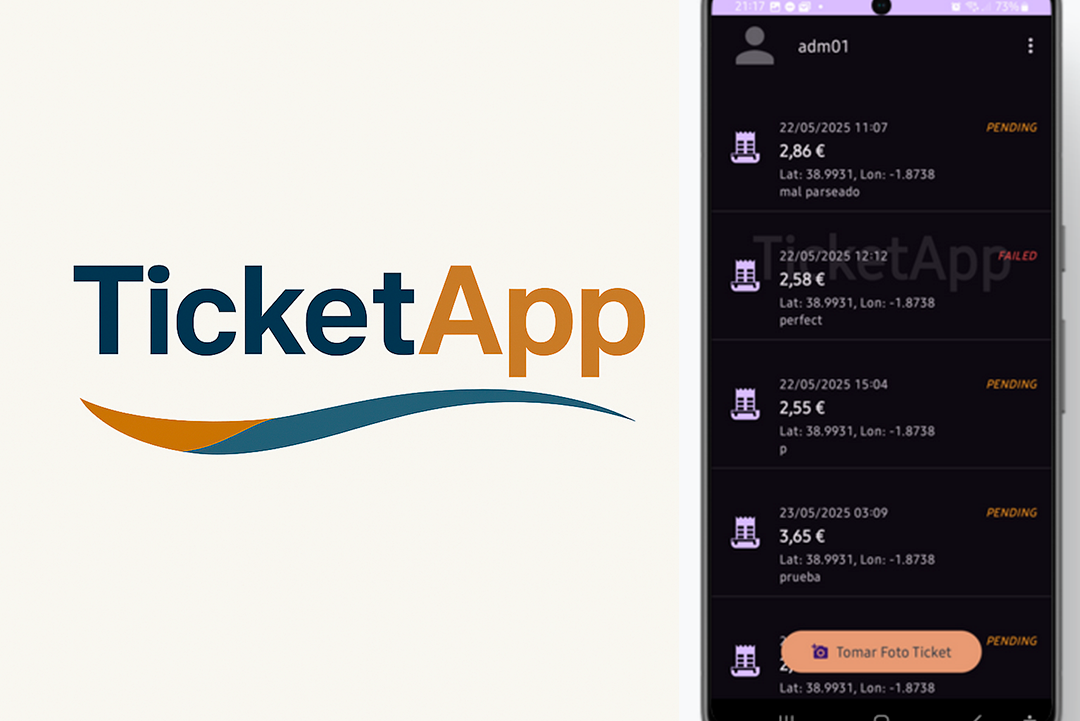 TicketApp
21:17
73%
adm01
22/05/2025 11:07
PENDING
2,86 €
Lat: 38.9931, Lon: -1.8738
mal parseado
TicketApp
22/05/2025 12:12
FAILED
2,58 €
Lat: 38.9931, Lon: -1.8738
perfect
22/05/2025 15:04
PENDING
2,55 €
Lat: 38.9931, Lon: -1.8738
p
23/05/2025 03:09
PENDING
3,65 €
Lat: 38.9931, Lon: -1.8738
prueba
PENDING
Tomar Foto Ticket
Lat: 38.9931, Lon: -1.8738